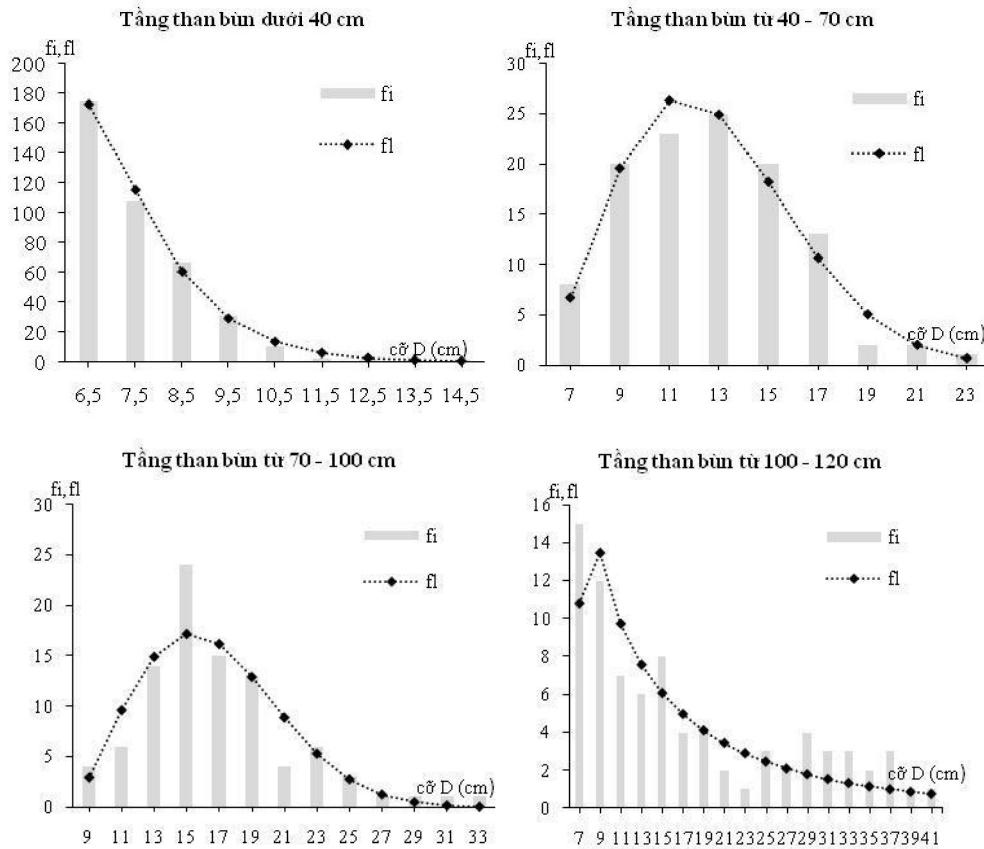 Tầng than bùn dưới 40 cm
fi,fl
200
180
160
140
120
100
80
60
40
20
0
fi
fl
cỡ D (cm)
6,5 7,5 8,5 9,5 10,5 11,5 12,5 13,5 14,5
Tầng than bùn từ 40 - 70 cm
fi,fl
30
25
20
15
10
5
0
fi
fl
cỡ D (cm)
7 9 11 13 15 17 19 21 23
Tầng than bùn từ 70 - 100 cm
fi,fl
30
25
20
15
10
5
0
fi
fl
cỡ D (cm)
9 11 13 15 17 19 21 23 25 27 29 31 33
Tầng than bùn từ 100 - 120 cm
fi,fl
16
14
12
10
8
6
4
2
0
fi
fl
cỡ D (cm)
7 9 11 13 15 17 19 21 23 25 27 29 31 33 35 37 39 41